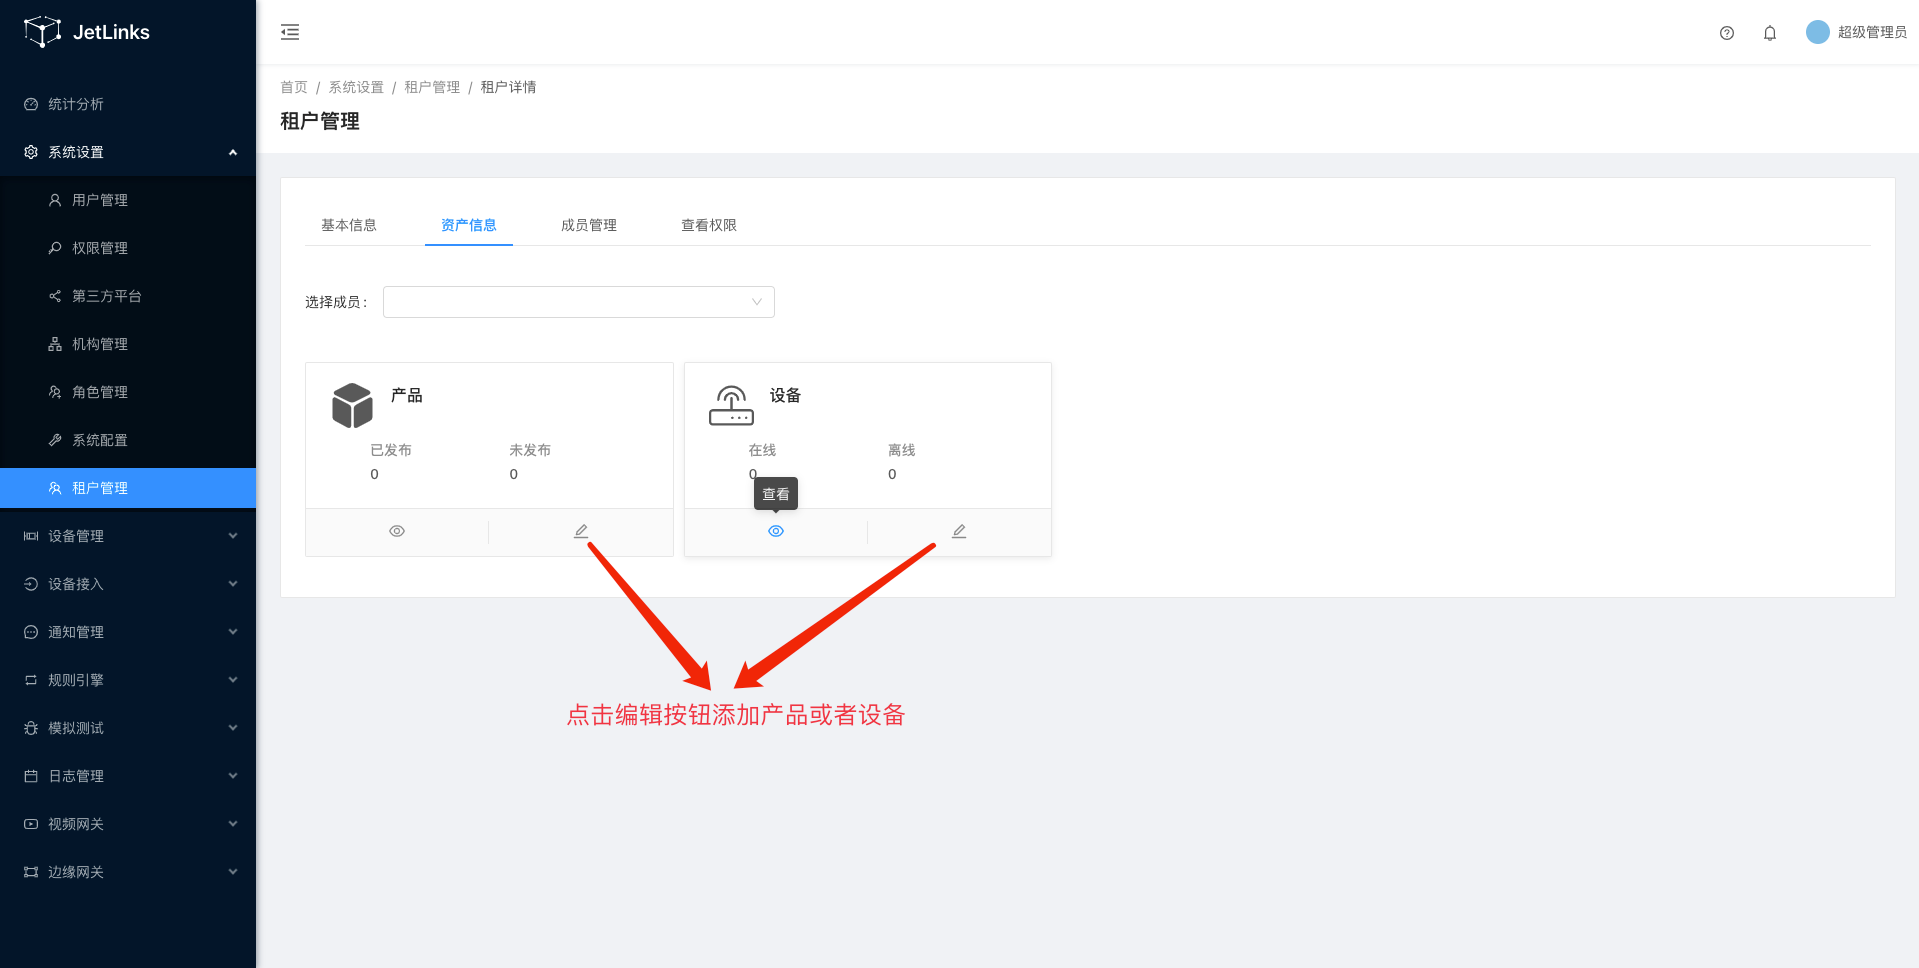 JetLinks
超级管理员
统计分析
系统设置
用户管理
权限管理
第三方平台
机构管理
角色管理
系统配置
租户管理
设备管理
设备接入
通知管理
规则引擎
模拟测试
日志管理
视频网关
边缘网关
首页 / 系统设置 / 租户管理 / 租户详情
租户管理
基本信息 资产信息 成员管理 查看权限
选择成员：
产品
已发布 未发布
0 0
设备
在线 离线
0 0
查看
点击编辑按钮添加产品或者设备